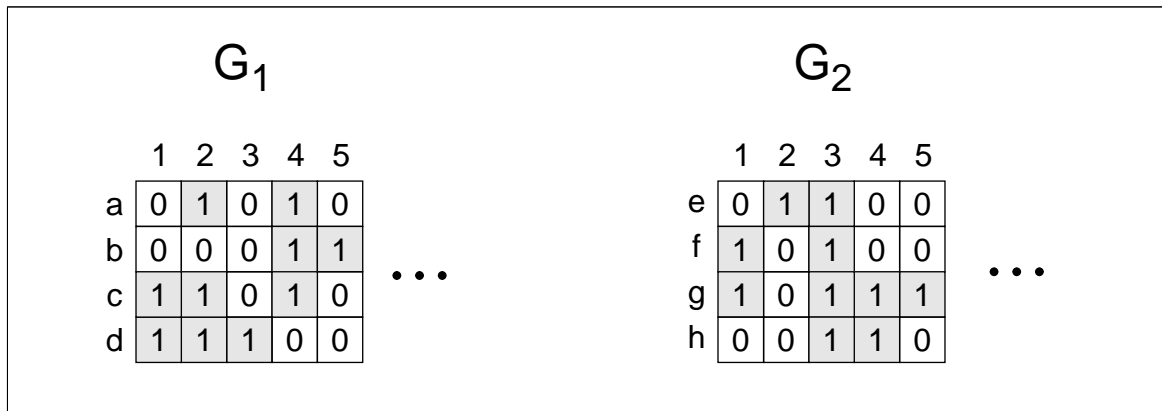 G1 G2
1 2 3 4 5 1 2 3 4 5
a 0 1 0 1 0 e 0 1 1 0 0
b 0 0 0 1 1 f 1 0 1 0 0
... ...
c 1 1 0 1 0 g 1 0 1 1 1
d 1 1 1 0 0 h 0 0 1 1 0